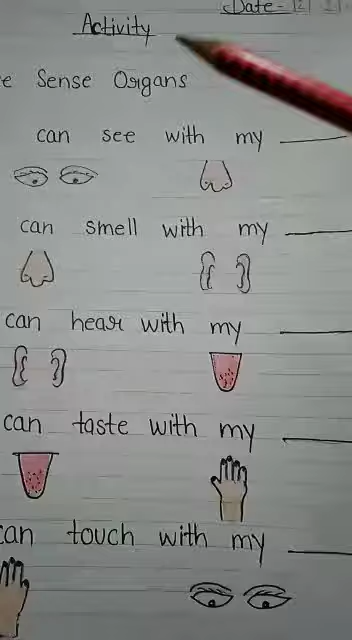 Date-
Activity
e Sense Organs
can see with my
can smell with my
can hear with my
can taste with my
can touch with my